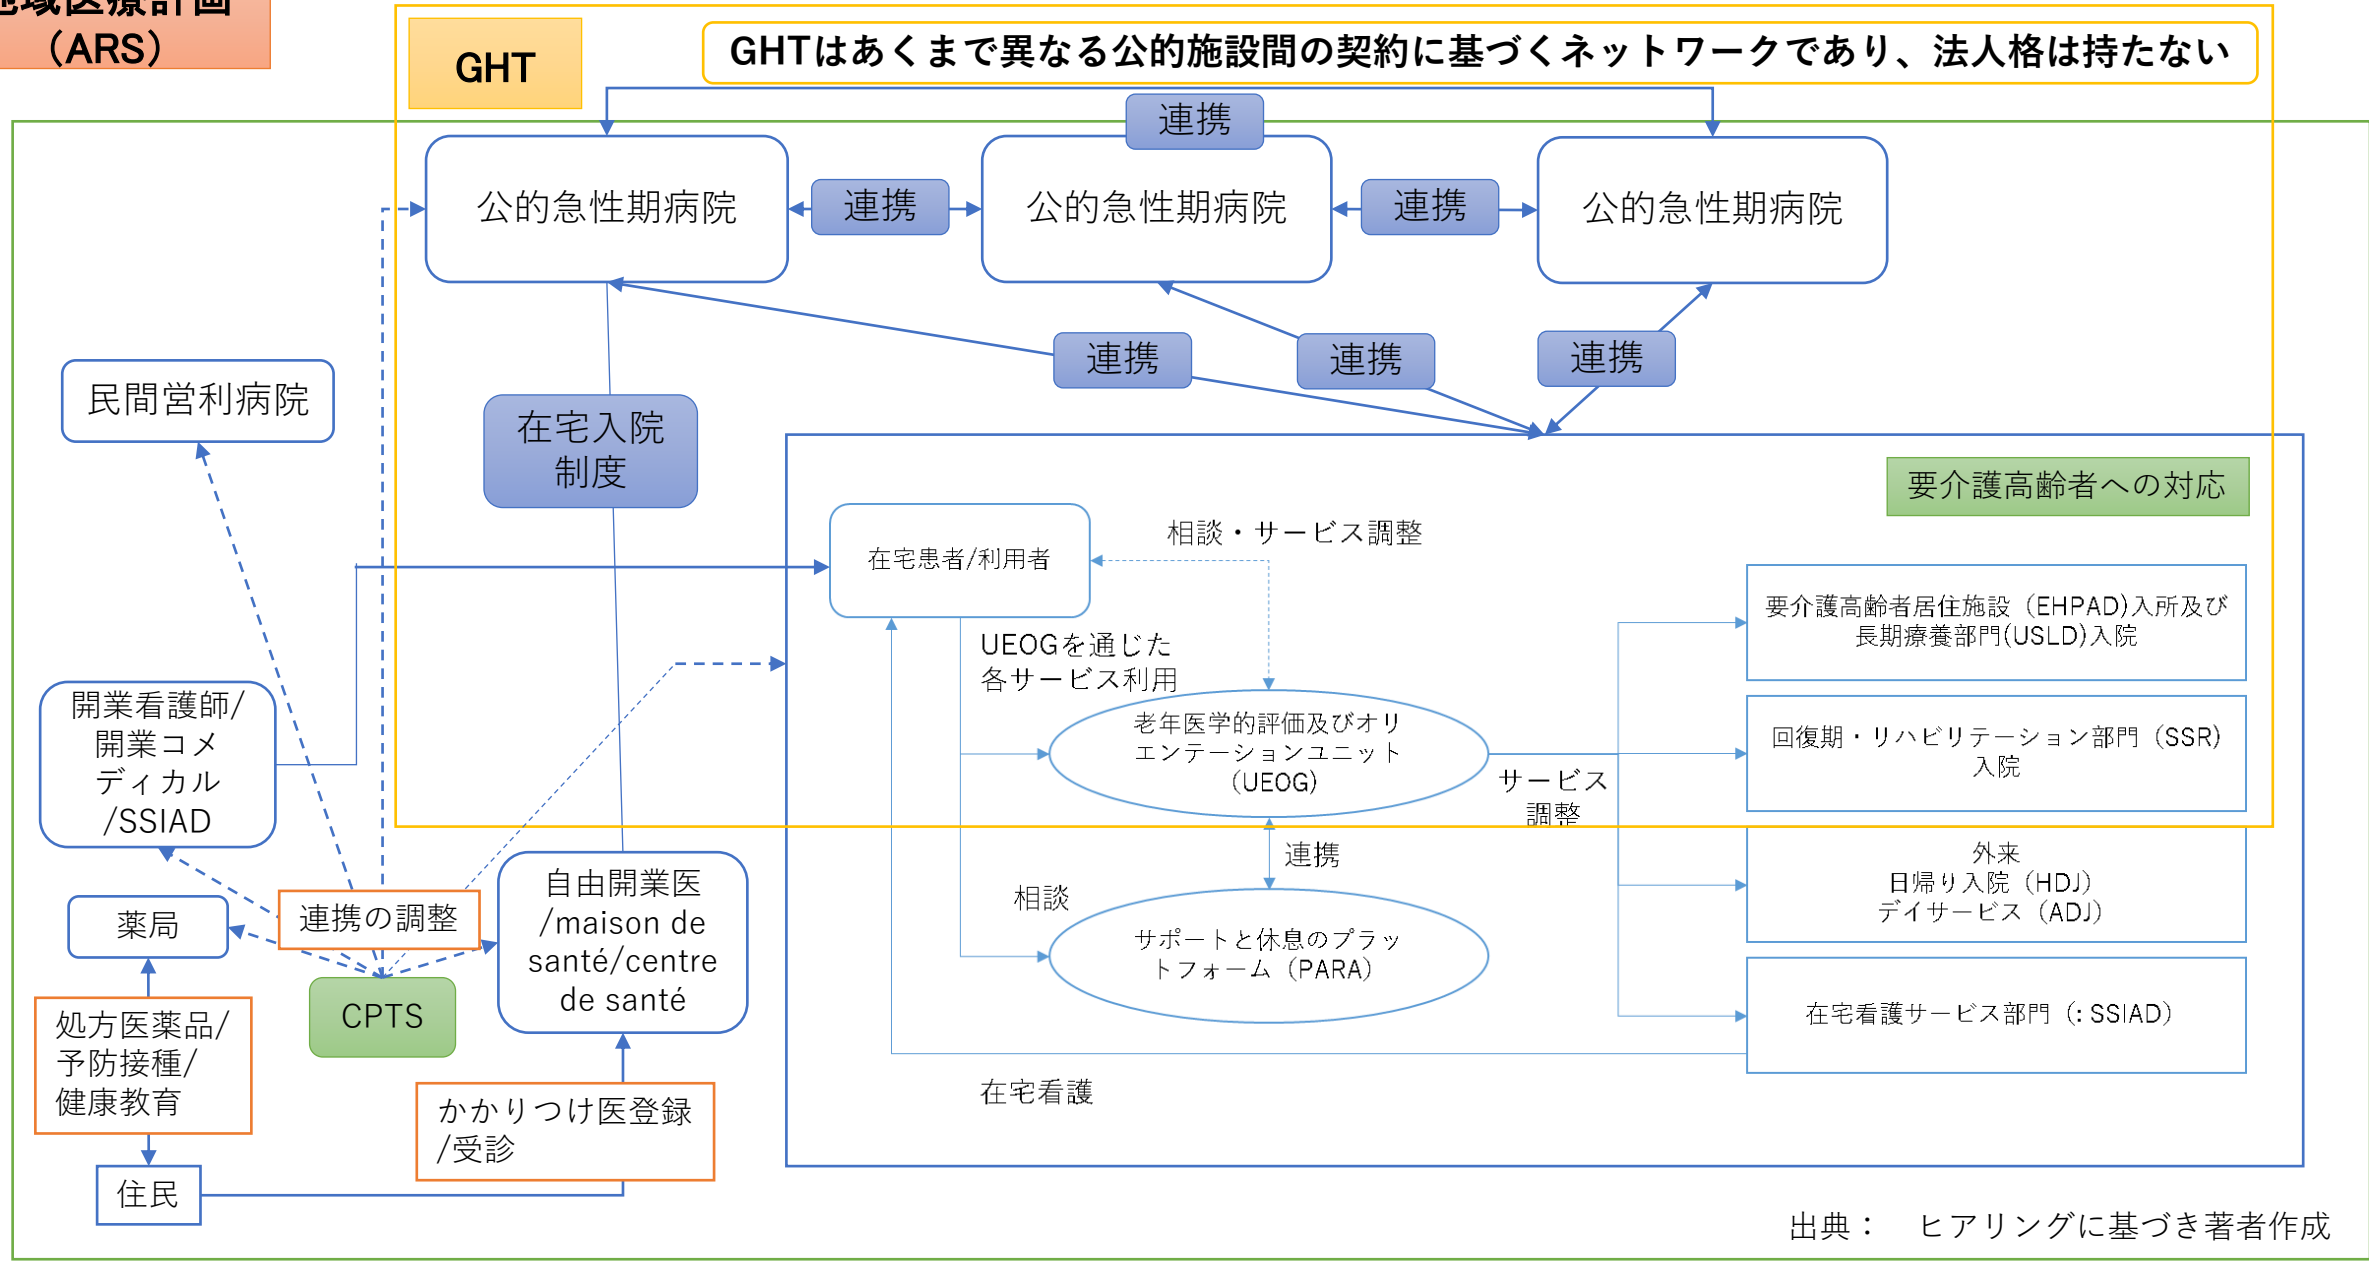 地域医療計画
（ARS）
GHT
GHTはあくまで異なる公的施設間の契約に基づくネットワークであり、法人格は持たない
連携
公的急性期病院
連携
公的急性期病院
連携
公的急性期病院
連携
連携
連携
民間営利病院
在宅入院
制度
要介護高齢者への対応
在宅患者/利用者
相談・サービス調整
UEOGを通じた
各サービス利用
要介護高齢者居住施設（EHPAD)入所及び
長期療養部門(USLD)入院
開業看護師/
開業コメ
ディカル
/SSIAD
老年医学的評価及びオリ
エンテーションユニット
（UEOG）
回復期・リハビリテーション部門（SSR）
入院
サービス
調整
連携
外来
日帰り入院（HDJ）
デイサービス（ADJ）
自由開業医
/maison de
santé/centre
de santé
相談
連携の調整
薬局
サポートと休息のプラッ
トフォーム（PARA）
CPTS
処方医薬品/
予防接種/
健康教育
在宅看護サービス部門（: SSIAD）
在宅看護
かかりつけ医登録
/受診
住民
出典：　ヒアリングに基づき著者作成